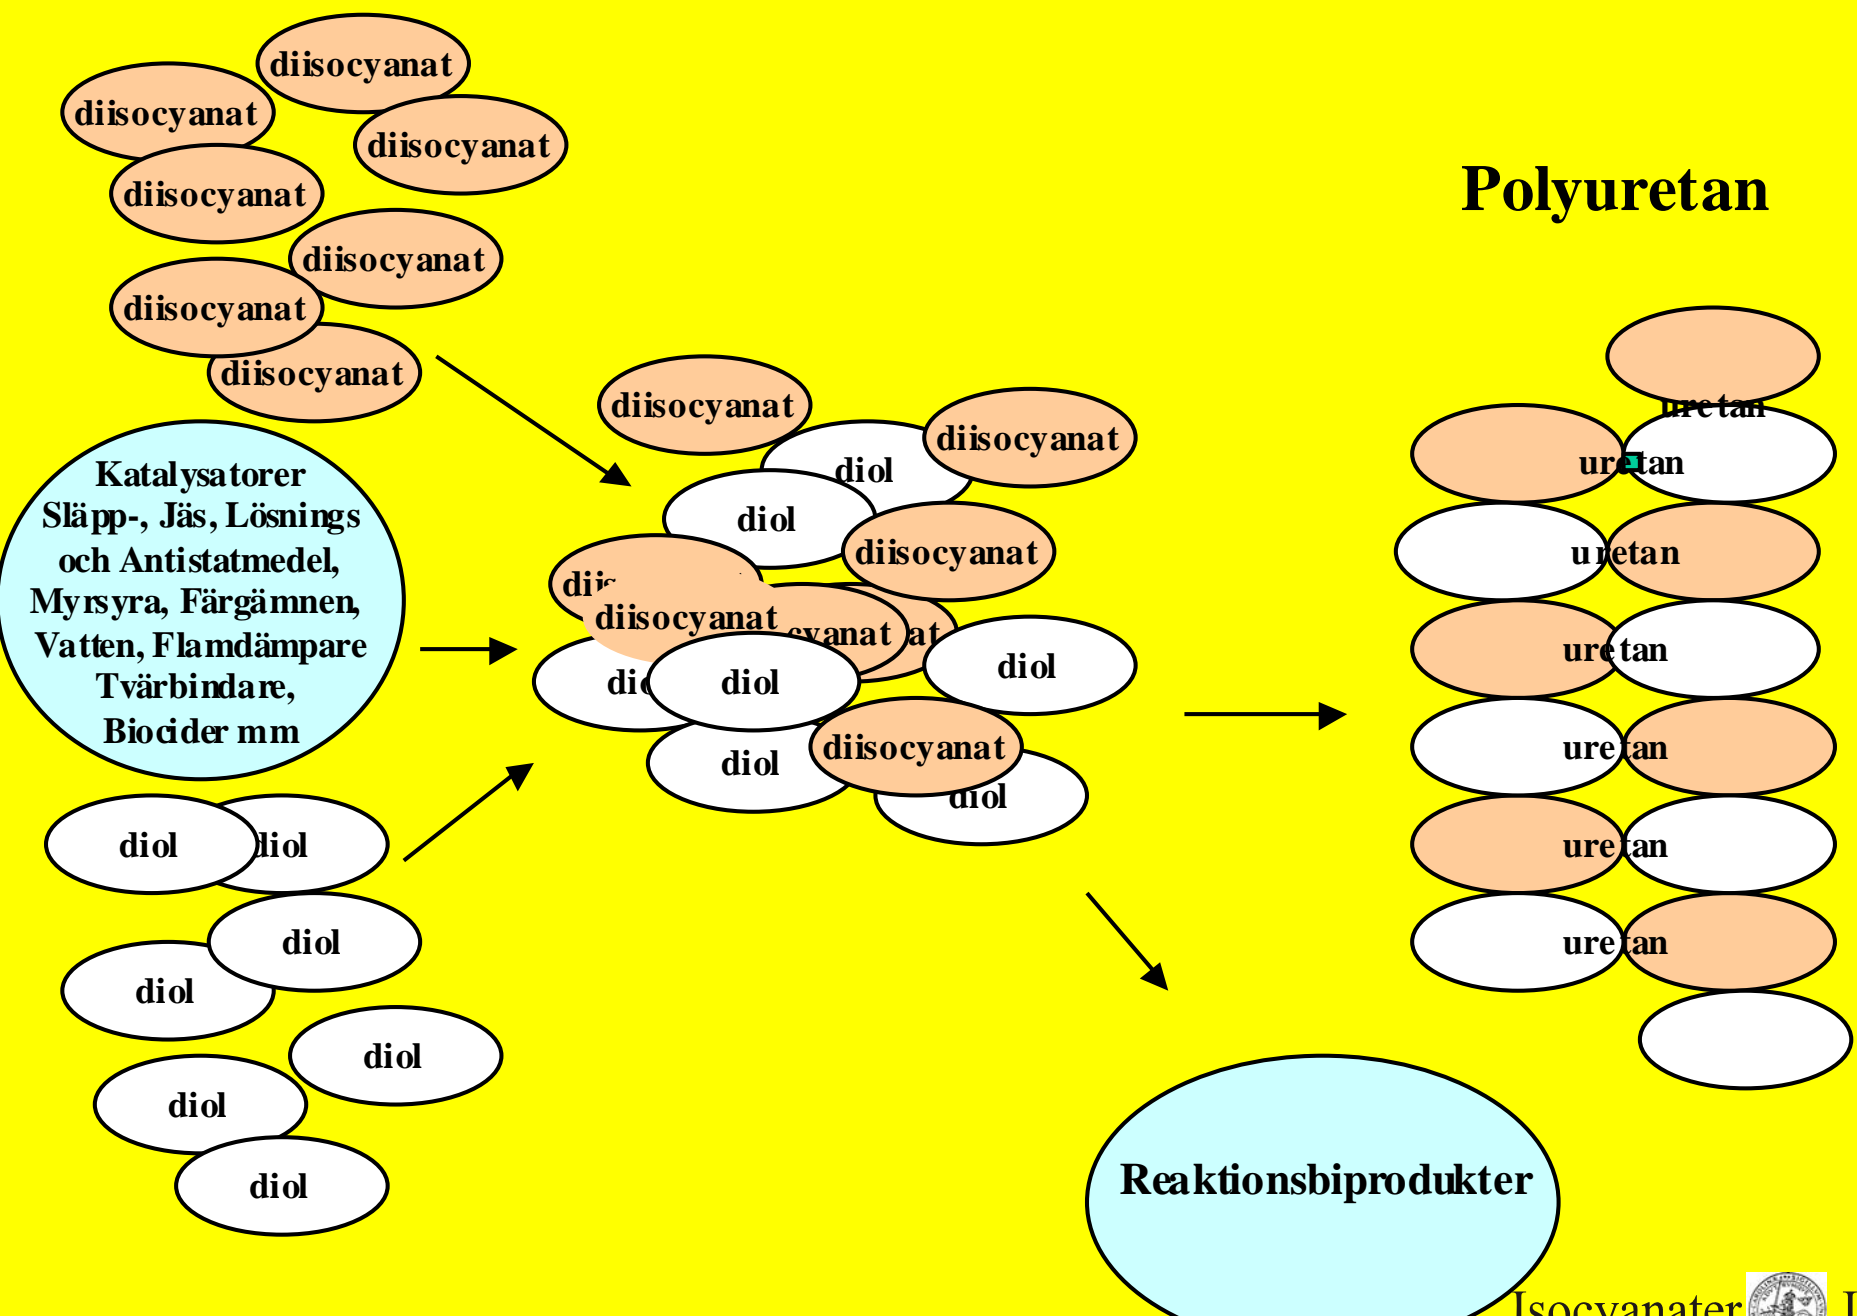 diisocyanat
diisocyanat
diisocyanat
diisocyanat
diisocyanat
diisocyanat
diisocyanat
Katalysatorer
Släpp-, Jäs, Lösnings
och Antistatmedel,
Myrsyra, Färgämnen,
Vatten, Flamdämpare
Tvärbindare,
Biocider mm
diol
diol
diol
diol
diol
diol
diol
diisocyanat
diisocyanat
diol
diol
diisocyanat
diisocyanat
diol
diol
diol
diisocyanat
diol
Polyuretan
uretan
uretan
uretan
uretan
uretan
uretan
uretan
Reaktionsbiprodukter
Isocyanater